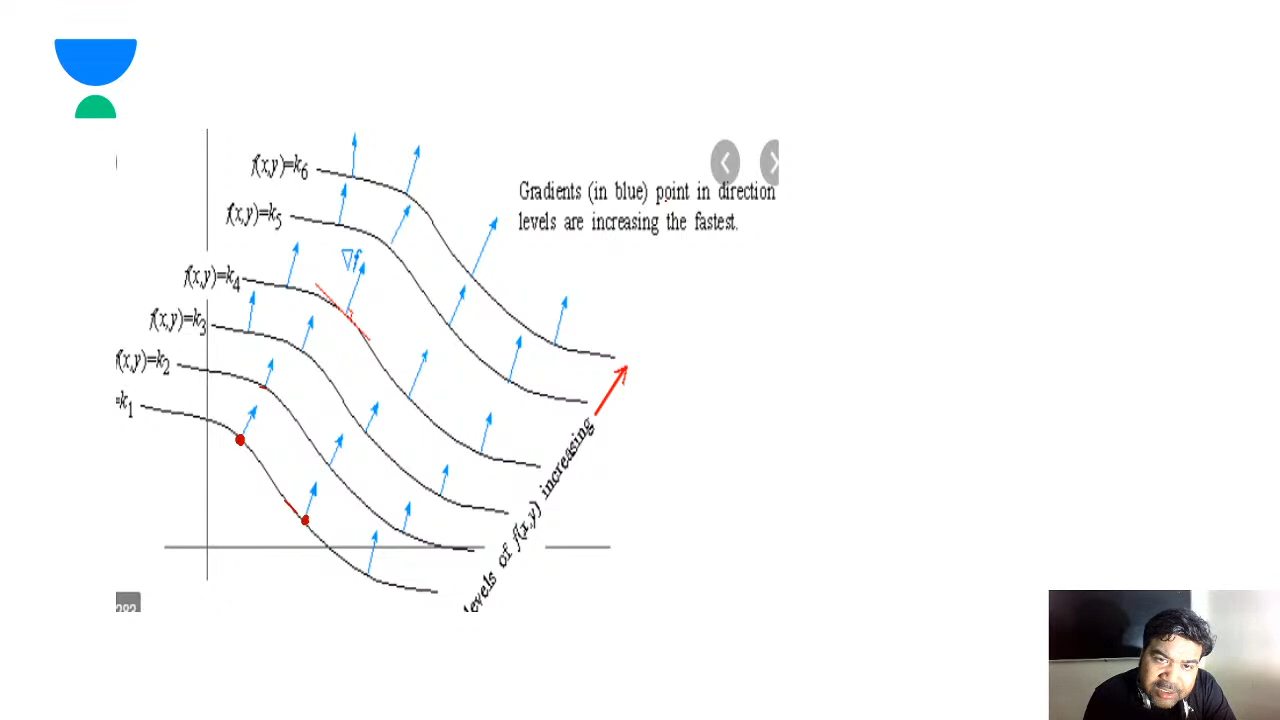 f(x,y)=k6
Gradients (in blue) point in direction
levels are increasing the fastest.
f(x,y)=k5
∇f
f(x,y)=k4
f(x,y)=k3
f(x,y)=k2
=k1
levels of f(x,y) increasing
282